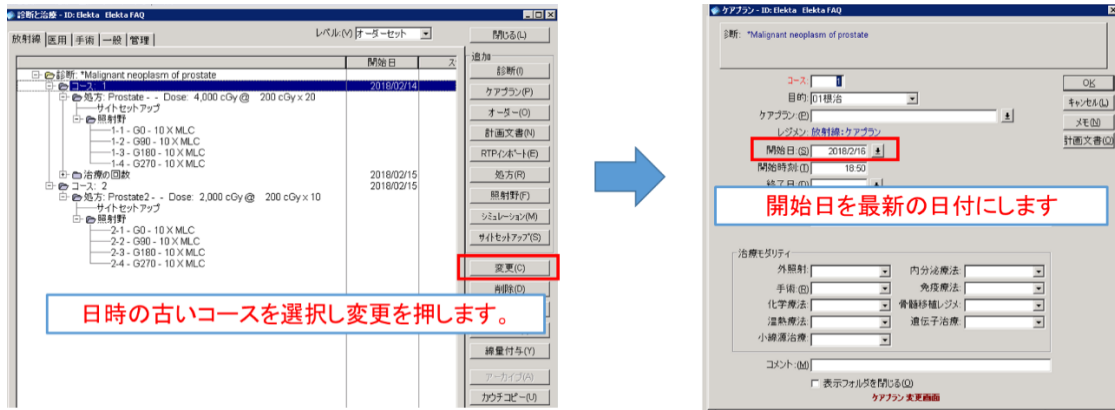 診断と治療 - ID: Elekta Elekta FAQ
放射線 医用 手術 一般 管理
レベル:(V) オーダーセット
閉じる(L)
開始日
追加
診断(I)
ケアプラン(P)
オーダー(O)
計画文書(N)
RTPインポート(E)
処方(R)
照射野(F)
シミュレーション(M)
サイトセットアップ(S)
変更(C)
削除(D)
線量付与(Y)
アーカイブ(A)
カウチコピー(U)
診断: *Malignant neoplasm of prostate
コース: 1 2018/02/14
処方: Prostate - - Dose: 4,000 cGy @ 200 cGy x 20
サイトセットアップ
照射野
1-1 - G0 - 10 X MLC
1-2 - G90 - 10 X MLC
1-3 - G180 - 10 X MLC
1-4 - G270 - 10 X MLC
治療の回数 2018/02/15
コース: 2 2018/02/15
処方: Prostate2 - - Dose: 2,000 cGy @ 200 cGy x 10
サイトセットアップ
照射野
2-1 - G0 - 10 X MLC
2-2 - G90 - 10 X MLC
2-3 - G180 - 10 X MLC
2-4 - G270 - 10 X MLC
日時の古いコースを選択し変更を押します。
ケアプラン - ID: Elekta Elekta FAQ
診断: *Malignant neoplasm of prostate
コース: 1
目的: 01根治
ケアプラン:(P)
レジメン: 放射線:ケアプラン
開始日:(S) 2018/2/16
開始時刻:(T) 18:50
終了日:(D)
OK
キャンセル(L)
メモ(N)
計画文書(O)
開始日を最新の日付にします
治療モダリティ
外照射: 内分泌療法:
手術:(R) 免疫療法:
化学療法: 骨髄移植レジメ:
温熱療法: 遺伝子治療:
小線源治療:
コメント:(M)
表示フォルダを閉じる(O)
ケアプラン 変更画面